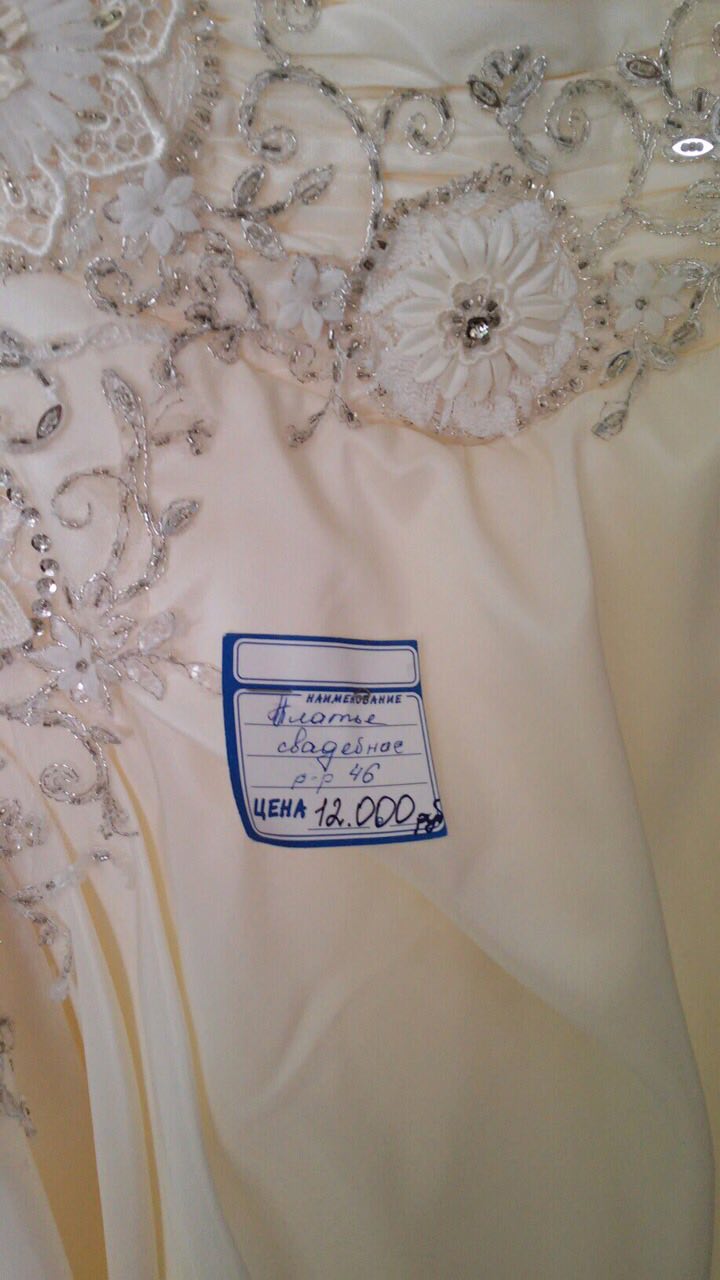 НАИМЕНОВАНИЕ
Платье
свадебное
р-р 46
ЦЕНА 12.000 руб